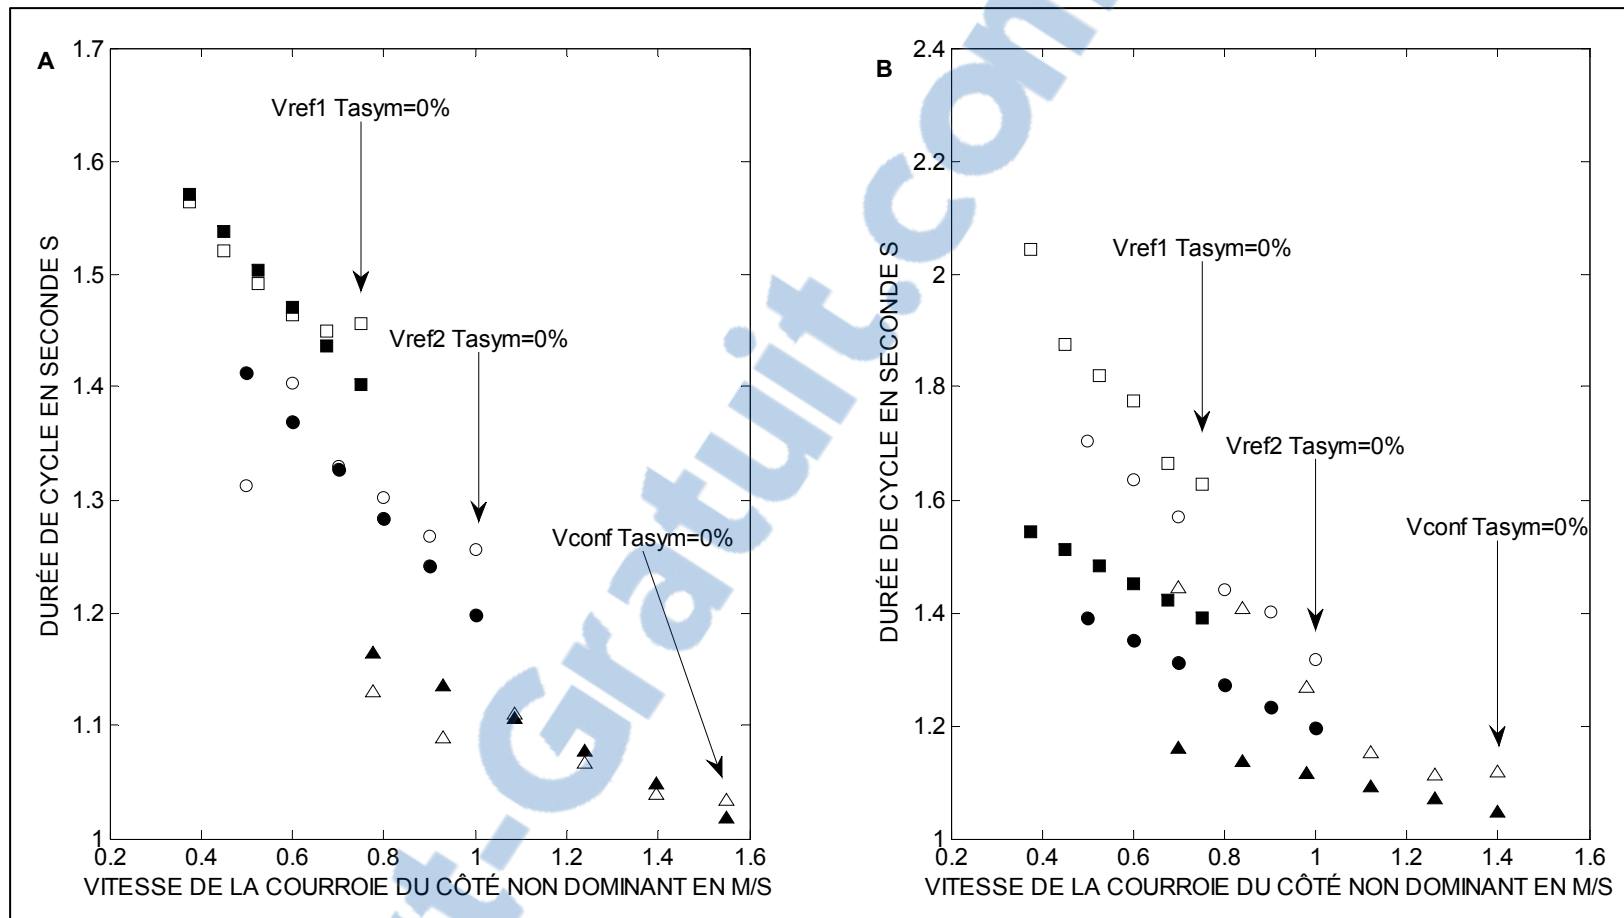 A
1.7
1.6
1.5
1.4
1.3
1.2
1.1
1
0.2 0.4 0.6 0.8 1 1.2 1.4 1.6
DURÉE DE CYCLE EN SECONDE S
VITESSE DE LA COURROIE DU CÔTÉ NON DOMINANT EN M/S
Vref1 Tasym=0%
Vref2 Tasym=0%
Vconf Tasym=0%
B
2.4
2.2
2
1.8
1.6
1.4
1.2
1
0.2 0.4 0.6 0.8 1 1.2 1.4 1.6
DURÉE DE CYCLE EN SECONDE S
VITESSE DE LA COURROIE DU CÔTÉ NON DOMINANT EN M/S
Vref1 Tasym=0%
Vref2 Tasym=0%
Vconf Tasym=0%
t-Gratuit.com